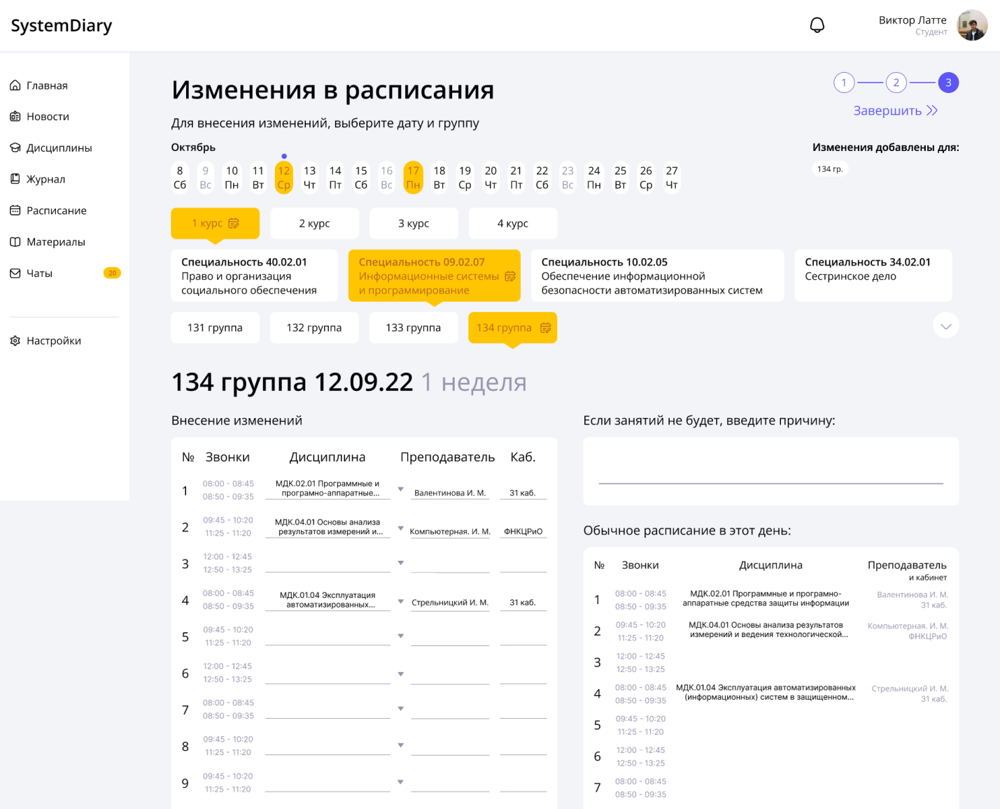 SystemDiary
Виктор Латте
Студент
Главная
Новости
Дисциплины
Журнал
Расписание
Материалы
Чаты 20
Настройки
Изменения в расписания
1 2 3
Завершить
Для внесения изменений, выберите дату и группу
Октябрь
Изменения добавлены для:
134 гр.
8 9 10 11 12 13 14 15 16 17 18 19 20 21 22 23 24 25 26 27
Сб Вс Пн Вт Ср Чт Пт Сб Вс Пн Вт Ср Чт Пт Сб Вс Пн Вт Ср Чт
1 курс 2 курс 3 курс 4 курс
Специальность 40.02.01
Право и организация
социального обеспечения
Специальность 09.02.07
Информационные системы
и программирование
Специальность 10.02.05
Обеспечение информационной
безопасности автоматизированных систем
Специальность 34.02.01
Сестринское дело
131 группа 132 группа 133 группа 134 группа
134 группа 12.09.22 1 неделя
Внесение изменений
№ Звонки Дисциплина Преподаватель Каб.
1 08:00 - 08:45 МДК.02.01 Программные и
08:50 - 09:35 програмно-аппаратные... Валентинова И. М. 31 каб.
2 09:45 - 10:20 МДК.04.01 Основы анализа
11:25 - 11:20 результатов измерений и... Компьютерная. И. М. ФНКЦРиО
3 12:00 - 12:45
12:50 - 13:25
4 08:00 - 08:45 МДК.01.04 Эксплуатация
08:50 - 09:35 автоматизированных... Стрельницкий И. М. 31 каб.
5 09:45 - 10:20
11:25 - 11:20
6 12:00 - 12:45
12:50 - 13:25
7 08:00 - 08:45
08:50 - 09:35
8 09:45 - 10:20
11:25 - 11:20
9 09:45 - 10:20
11:25 - 11:20
Если занятий не будет, введите причину:
Обычное расписание в этот день:
№ Звонки Дисциплина Преподаватель
и кабинет
1 08:00 - 08:45 МДК.02.01 Программные и програмно- Валентинова И. М.
08:50 - 09:35 аппаратные средства защиты информации 31 каб.
2 09:45 - 10:20 МДК.04.01 Основы анализа результатов Компьютерная. И. М.
11:25 - 11:20 измерений и ведения технологической... ФНКЦРиО
3 12:00 - 12:45
12:50 - 13:25
4 08:00 - 08:45 МДК.01.04 Эксплуатация автоматизированных Стрельницкий И. М.
08:50 - 09:35 (информационных) систем в защищенном... 31 каб.
5 09:45 - 10:20
11:25 - 11:20
6 12:00 - 12:45
12:50 - 13:25
7 08:00 - 08:45
08:50 - 09:35